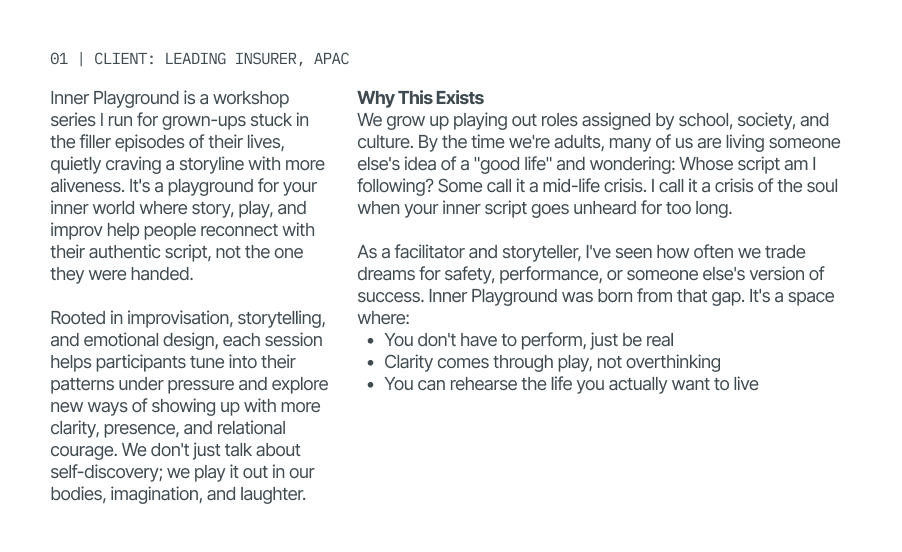 01 | CLIENT: LEADING INSURER, APAC
Inner Playground is a workshop
series I run for grown-ups stuck in
the filler episodes of their lives,
quietly craving a storyline with more
aliveness. It's a playground for your
inner world where story, play, and
improv help people reconnect with
their authentic script, not the one
they were handed.
Rooted in improvisation, storytelling,
and emotional design, each session
helps participants tune into their
patterns under pressure and explore
new ways of showing up with more
clarity, presence, and relational
courage. We don't just talk about
self-discovery; we play it out in our
bodies, imagination, and laughter.
Why This Exists
We grow up playing out roles assigned by school, society, and
culture. By the time we're adults, many of us are living someone
else's idea of a "good life" and wondering: Whose script am I
following? Some call it a mid-life crisis. I call it a crisis of the soul
when your inner script goes unheard for too long.
As a facilitator and storyteller, I've seen how often we trade
dreams for safety, performance, or someone else's version of
success. Inner Playground was born from that gap. It's a space
where:
• You don't have to perform, just be real
• Clarity comes through play, not overthinking
• You can rehearse the life you actually want to live